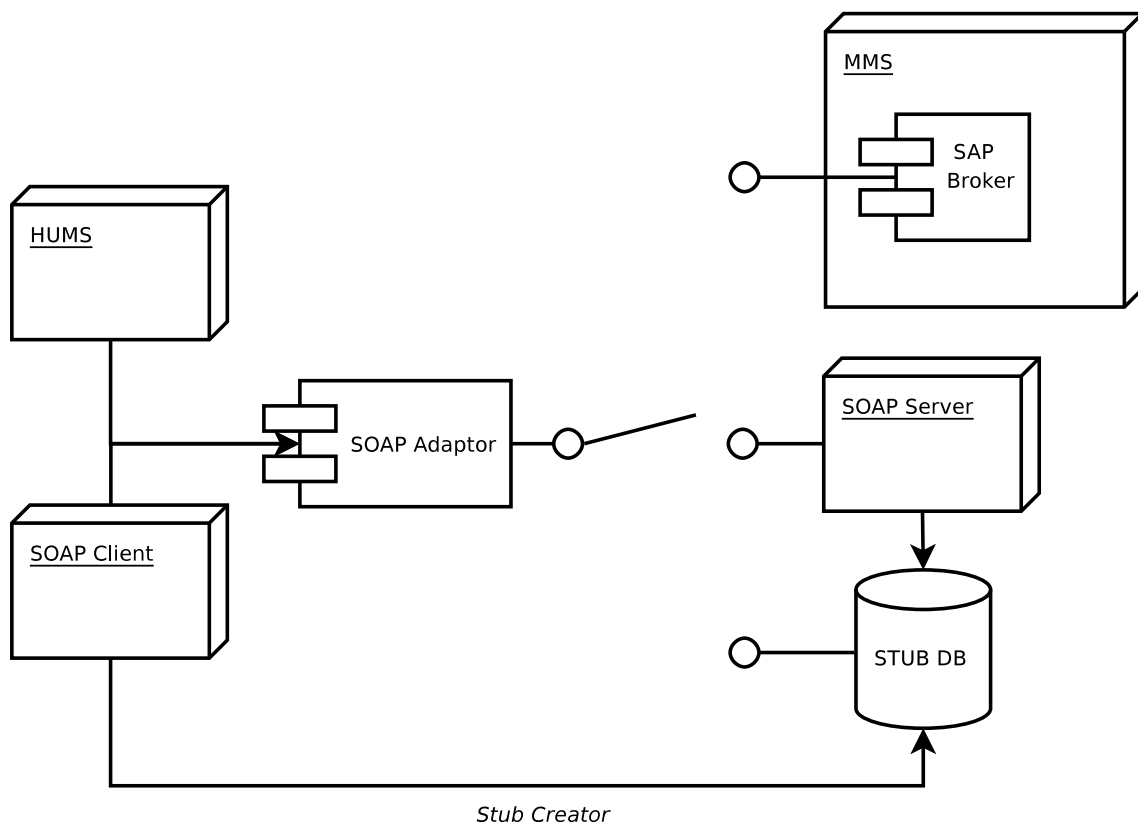 MMS
SAP
Broker
HUMS
SOAP Server
SOAP Adaptor
SOAP Client
STUB DB
Stub Creator